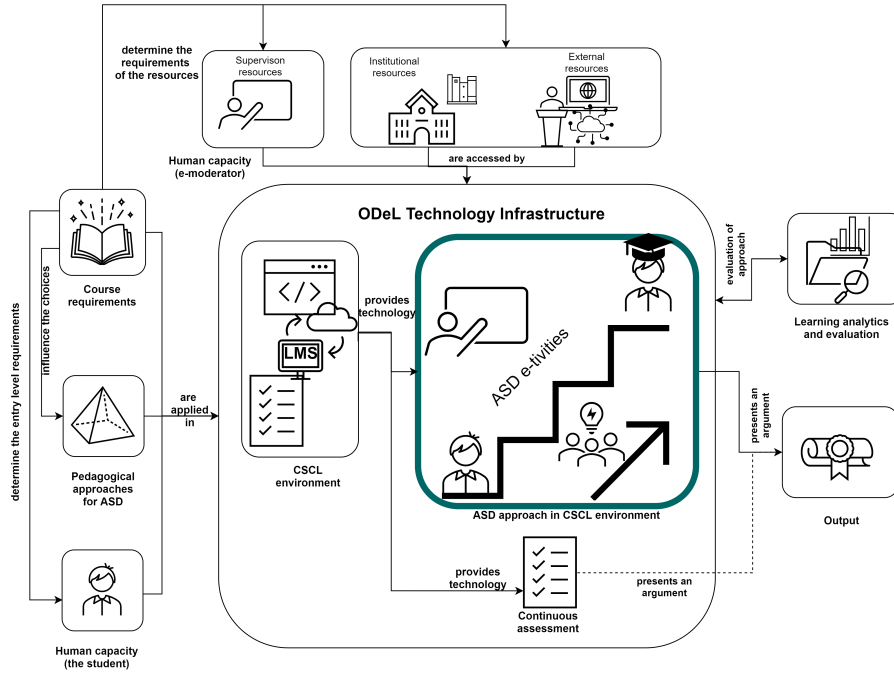 determine the
requirements
of the resources
Supervison
resources
Institutional
resources
External
resources
Human capacity
(e-moderator)
are accessed by
ODeL Technology Infrastructure
Course
requirements
determine the entry level requirements
influence the choices
Pedagogical
approaches
for ASD
are
applied
in
Human capacity
(the student)
</>
LMS
CSCL
environment
provides
technology
ASD e-tivities
ASD approach in CSCL environment
provides
technology
Continuous
assessment
evaluation of
approach
Learning analytics
and evaluation
presents an
argument
presents an
argument
Output